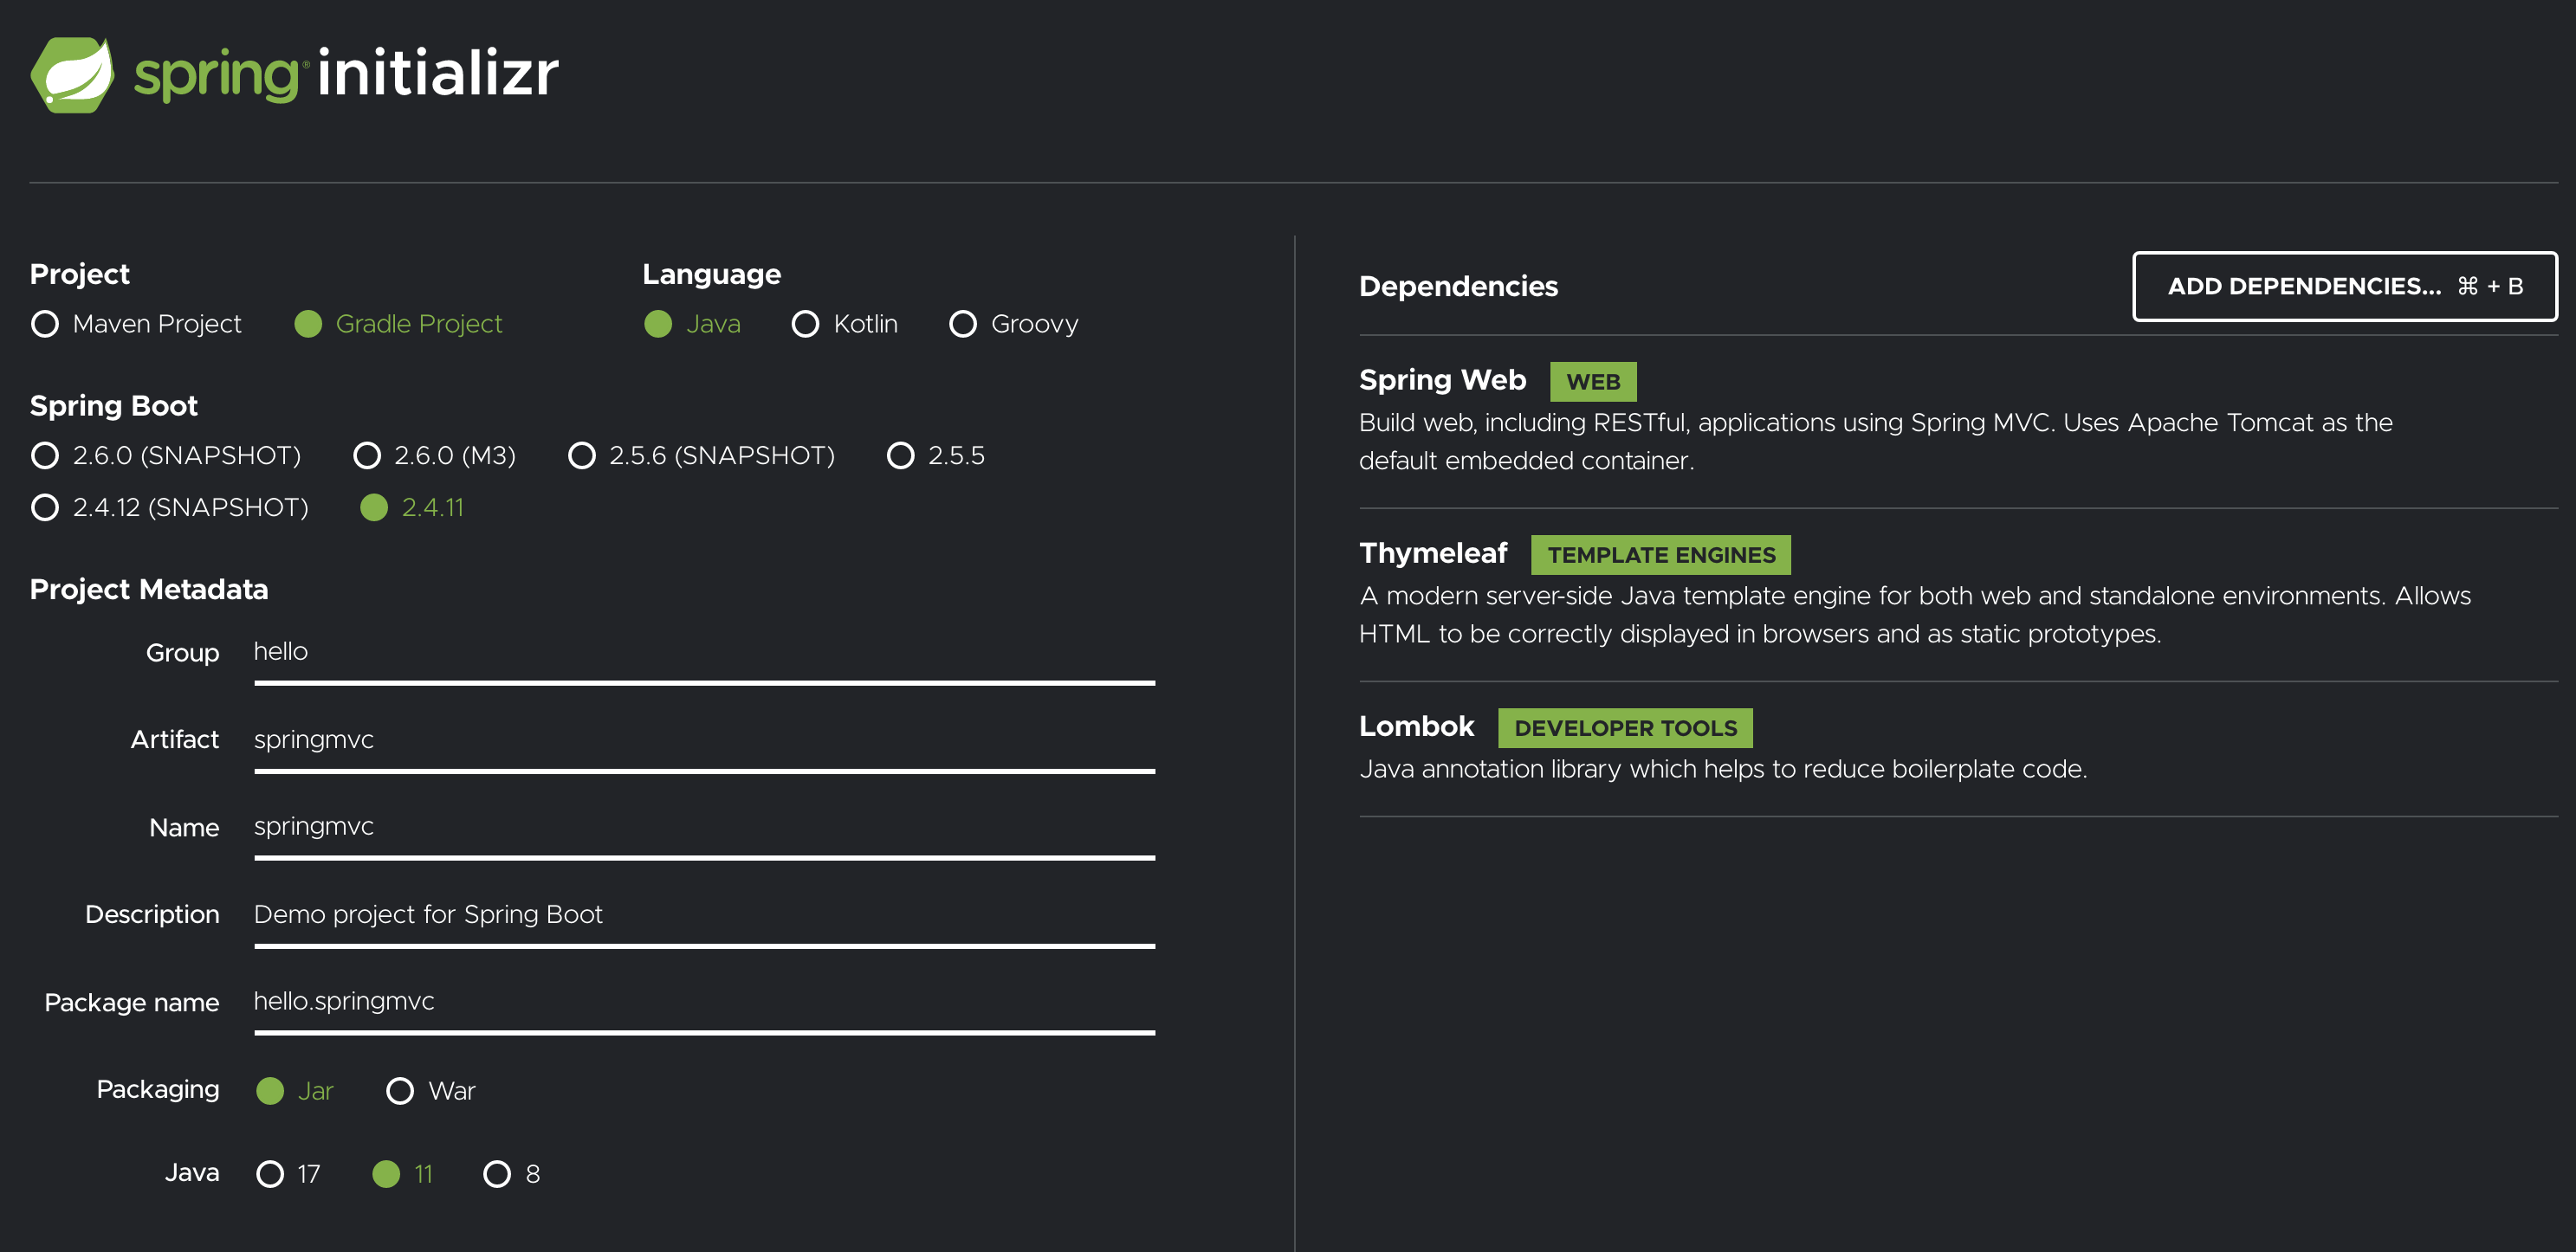 spring® initializr
Project
Maven Project Gradle Project
Language
Java Kotlin Groovy
Spring Boot
2.6.0 (SNAPSHOT) 2.6.0 (M3) 2.5.6 (SNAPSHOT) 2.5.5
2.4.12 (SNAPSHOT) 2.4.11
Project Metadata
Group hello
Artifact springmvc
Name springmvc
Description Demo project for Spring Boot
Package name hello.springmvc
Packaging Jar War
Java 17 11 8
Dependencies ADD DEPENDENCIES... ⌘ + B
Spring Web WEB
Build web, including RESTful, applications using Spring MVC. Uses Apache Tomcat as the
default embedded container.
Thymeleaf TEMPLATE ENGINES
A modern server-side Java template engine for both web and standalone environments. Allows
HTML to be correctly displayed in browsers and as static prototypes.
Lombok DEVELOPER TOOLS
Java annotation library which helps to reduce boilerplate code.